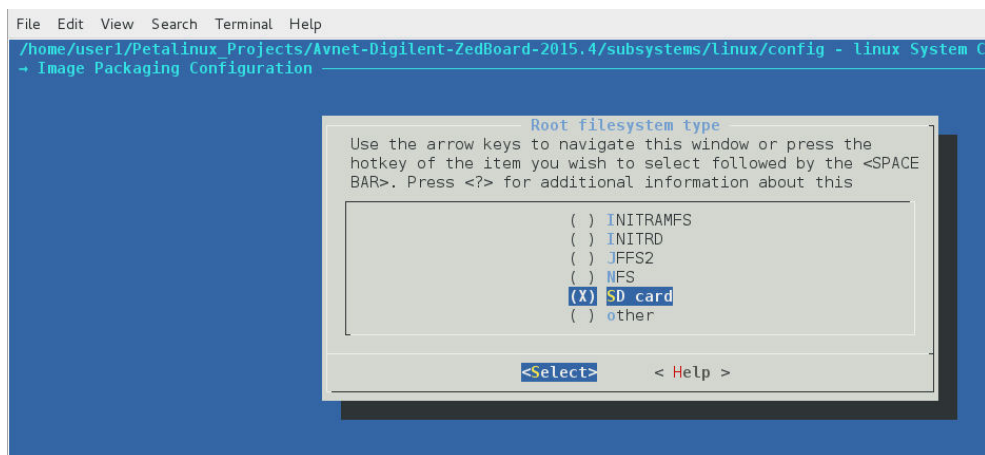 File Edit View Search Terminal Help
/home/user1/Petalinux_Projects/Avnet-Digilent-ZedBoard-2015.4/subsystems/linux/config - linux System C
→ Image Packaging Configuration
Root filesystem type
Use the arrow keys to navigate this window or press the
hotkey of the item you wish to select followed by the <SPACE
BAR>. Press <?> for additional information about this
( ) INITRAMFS
( ) INITRD
( ) JFFS2
( ) NFS
(X) SD card
( ) other
<Select> < Help >